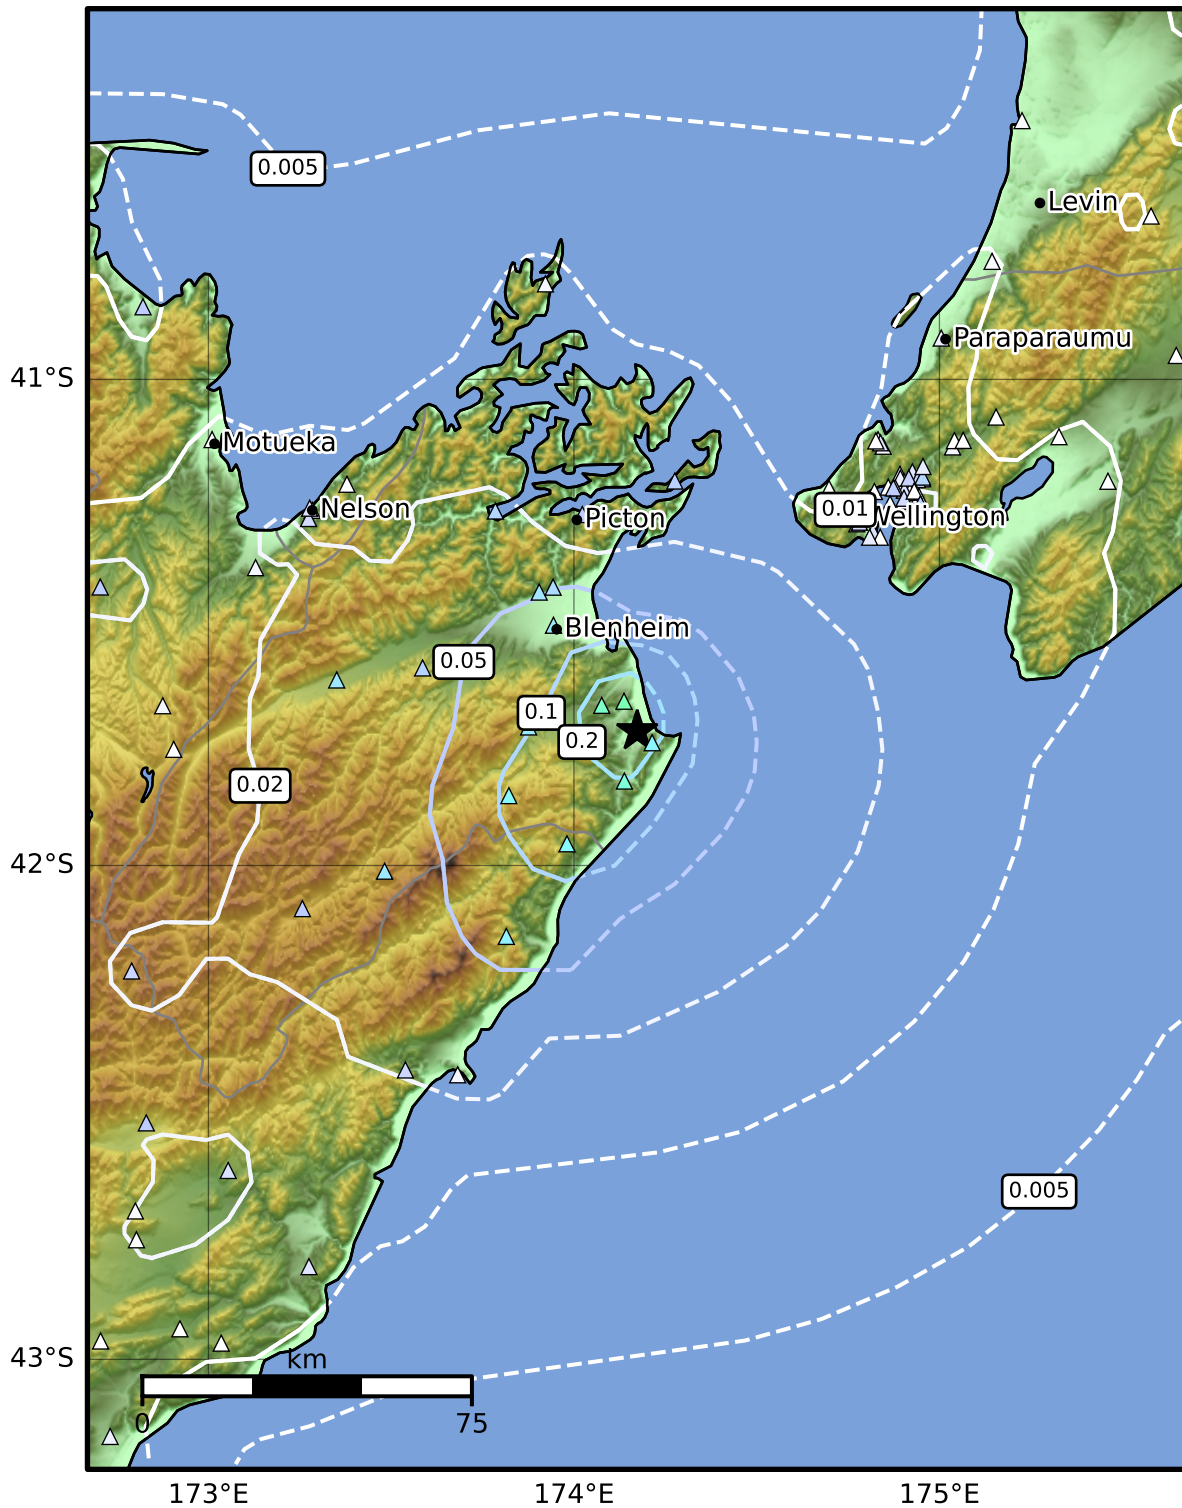 0.005
Levin
Paraparaumu
41°S
Motueka
Nelson
Picton
0.01
Wellington
Blenheim
0.05
0.1
0.2
0.02
42°S
0.005
43°S
km
0
75
173°E
174°E
175°E